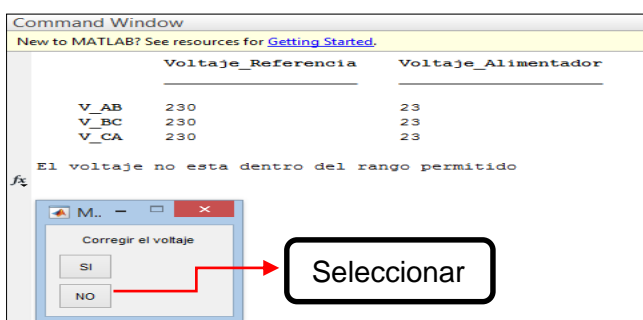 Command Window
New to MATLAB? See resources for Getting Started.
Voltaje_Referencia Voltaje_Alimentador
V_AB 230 23
V_BC 230 23
V_CA 230 23
El voltaje no esta dentro del rango permitido
fx
M..
Corregir el voltaje
SI
NO
Seleccionar